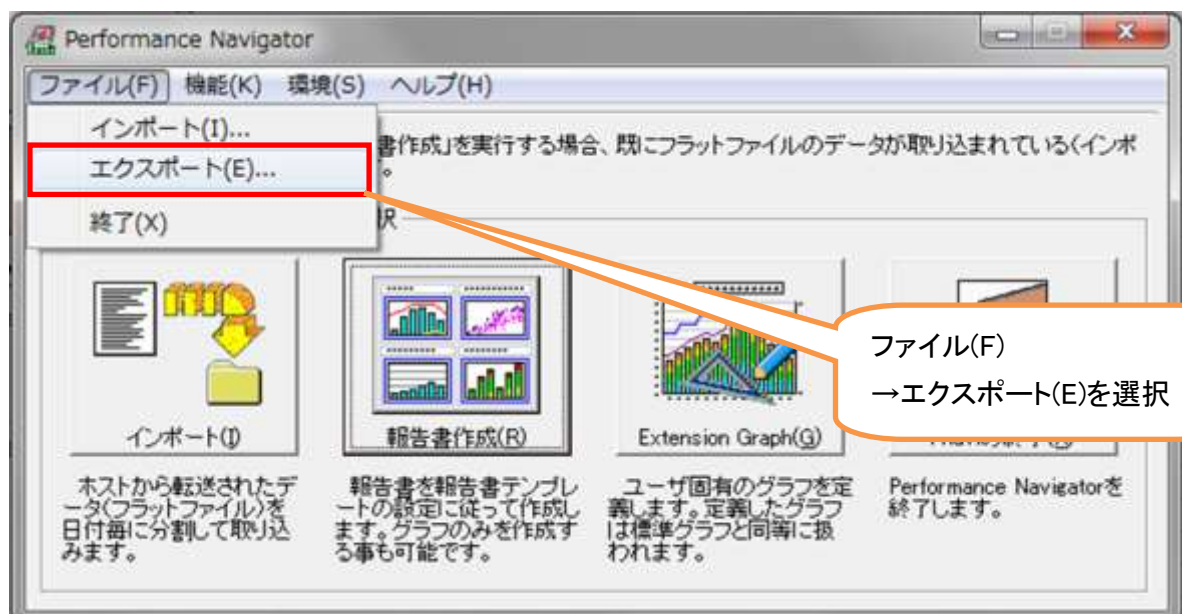 Performance Navigator
ファイル(F) 機能(K) 環境(S) ヘルプ(H)
インポート(I)...
エクスポート(E)...
終了(X)
書作成」を実行する場合、既にフラットファイルのデータが取り込まれている(インポ
。
択
ファイル(F)
→エクスポート(E)を選択
インポート(I)
報告書作成(R)
Extension Graph(G)
ホストから転送されたデ
ータ(フラットファイル)を
日付毎に分割して取り込
みます。
報告書を報告書テンプレ
ートの設定に従って作成し
ます。グラフのみを作成す
る事も可能です。
ユーザ固有のグラフを定
義します。定義したグラフ
は標準グラフと同等に扱
われます。
Performance Navigatorを
終了します。